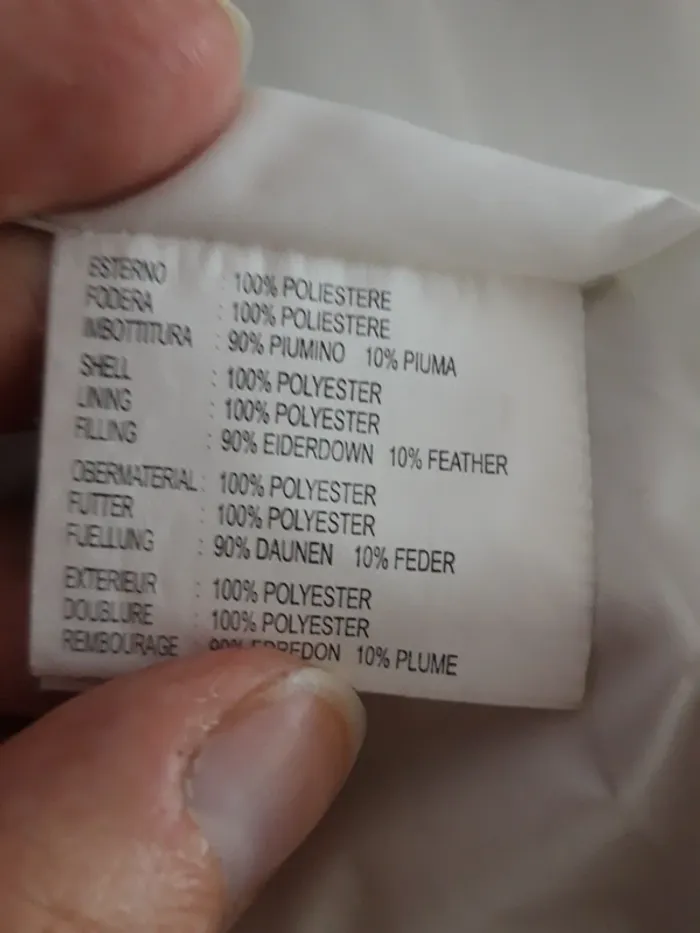 ESTERNO : 100% POLIESTERE
FODERA : 100% POLIESTERE
IMBOTTITURA : 90% PIUMINO 10% PIUMA
SHELL : 100% POLYESTER
LINING : 100% POLYESTER
FILLING : 90% EIDERDOWN 10% FEATHER
OBERMATERIAL : 100% POLYESTER
FUTTER : 100% POLYESTER
FUELLUNG : 90% DAUNEN 10% FEDER
EXTERIEUR : 100% POLYESTER
DOUBLURE : 100% POLYESTER
REMBOURAGE 10% PLUME